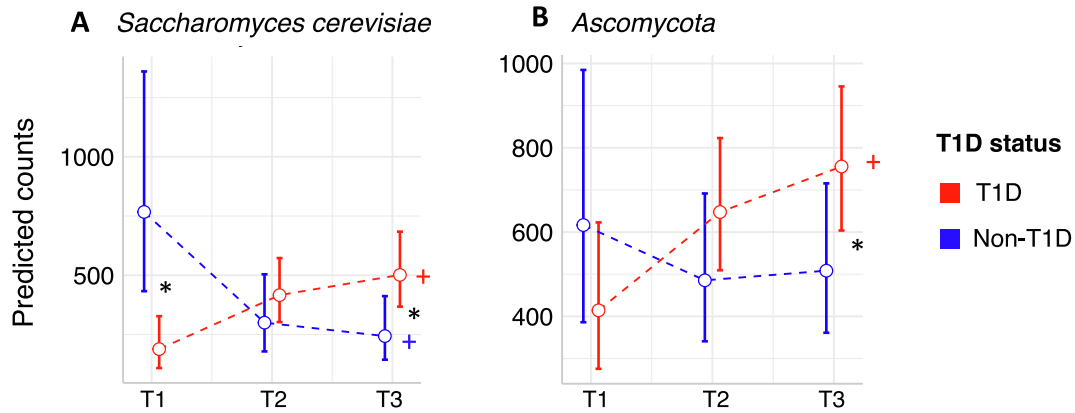 A Saccharomyces cerevisiae
B Ascomycota
Predicted counts
1000
500
*
+
*
+
T1 T2 T3
1000
800
600
400
+
*
T1 T2 T3
T1D status
T1D
Non-T1D